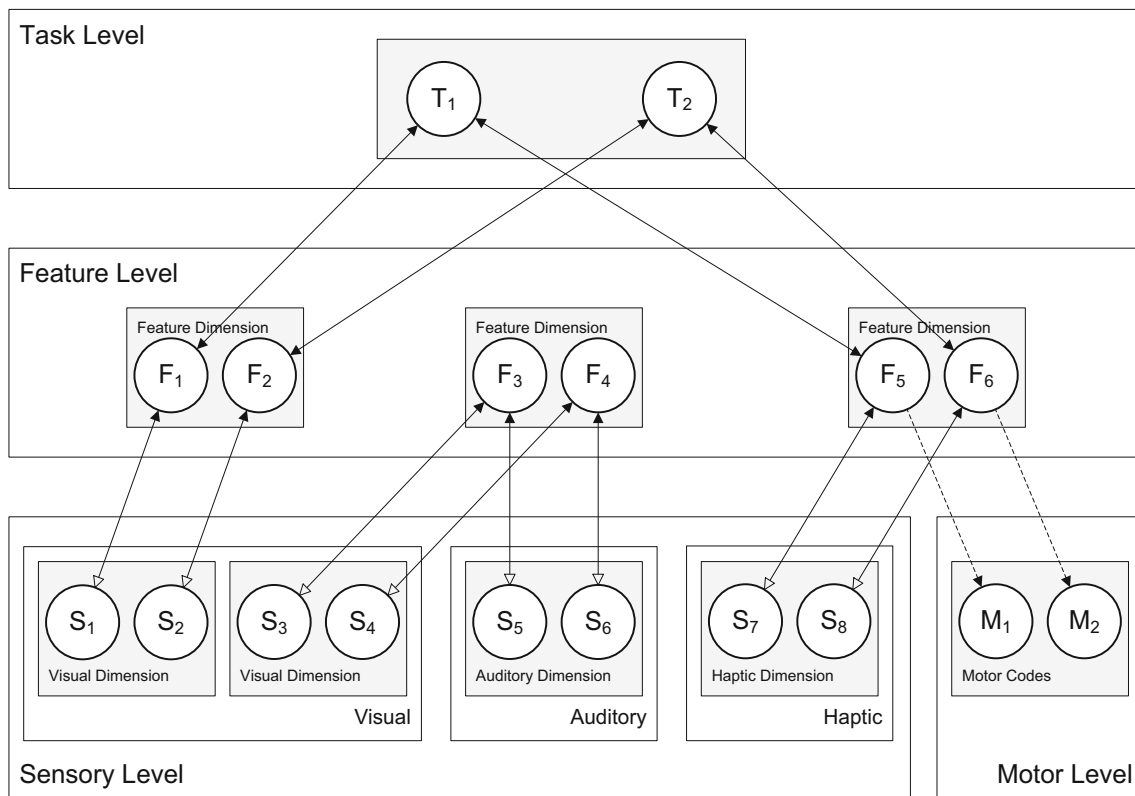 Task Level
T1 T2
Feature Level
Feature Dimension Feature Dimension Feature Dimension
F1 F2 F3 F4 F5 F6
S1 S2 S3 S4 S5 S6 S7 S8 M1 M2
Visual Dimension Visual Dimension Auditory Dimension Haptic Dimension Motor Codes
Visual Auditory Haptic
Sensory Level Motor Level